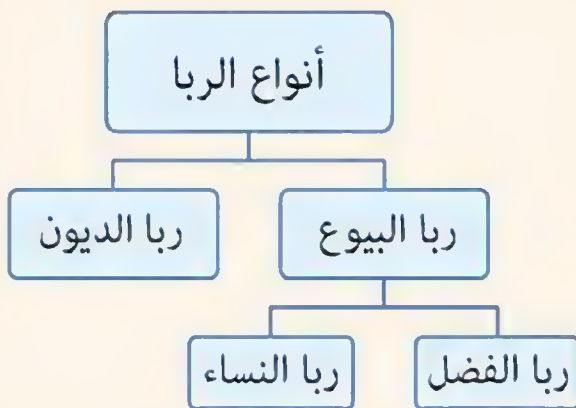 أنواع الربا
ربا البيوع
ربا الديون
ربا الفضل
ربا النساء